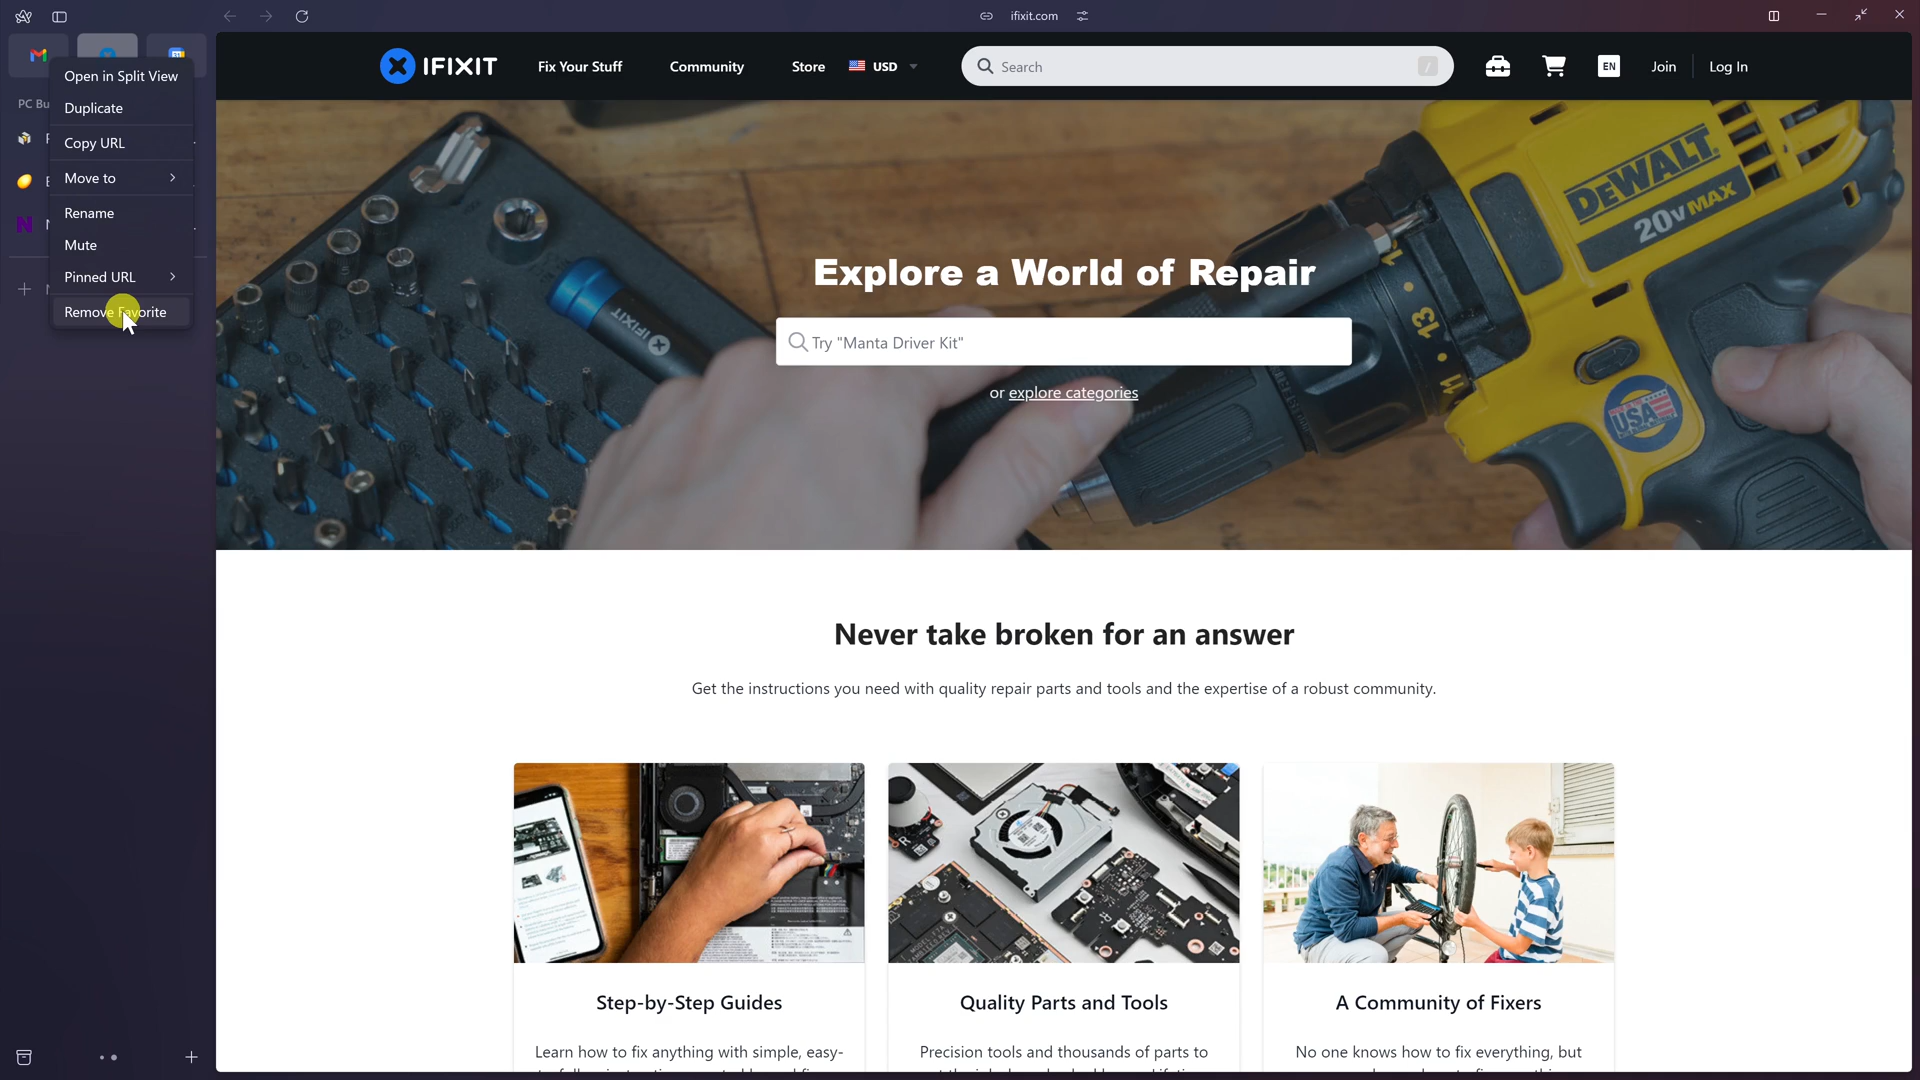 ifixit.com
Open in Split View
Duplicate
Copy URL
Move to
Rename
Mute
Pinned URL
Remove Favorite
PC Bu
IFIXIT
Fix Your Stuff
Community
Store
USD
Search
/
EN
Join
Log In
DEWALT
20V MAX
13
11
USA
IFIXIT
Explore a World of Repair
Try "Manta Driver Kit"
or explore categories
Never take broken for an answer
Get the instructions you need with quality repair parts and tools and the expertise of a robust community.
Step-by-Step Guides
Quality Parts and Tools
A Community of Fixers
Learn how to fix anything with simple, easy-
Precision tools and thousands of parts to
No one knows how to fix everything, but